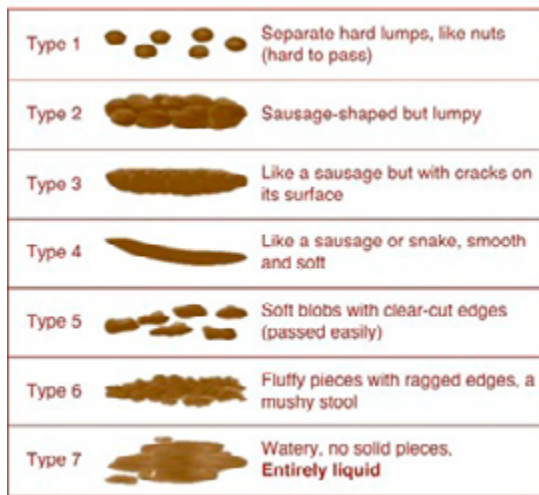 Type 1
Separate hard lumps, like nuts
(hard to pass)
Type 2
Sausage-shaped but lumpy
Type 3
Like a sausage but with cracks on
its surface
Type 4
Like a sausage or snake, smooth
and soft
Type 5
Soft blobs with clear-cut edges
(passed easily)
Type 6
Fluffy pieces with ragged edges, a
mushy stool
Type 7
Watery, no solid pieces,
Entirely liquid